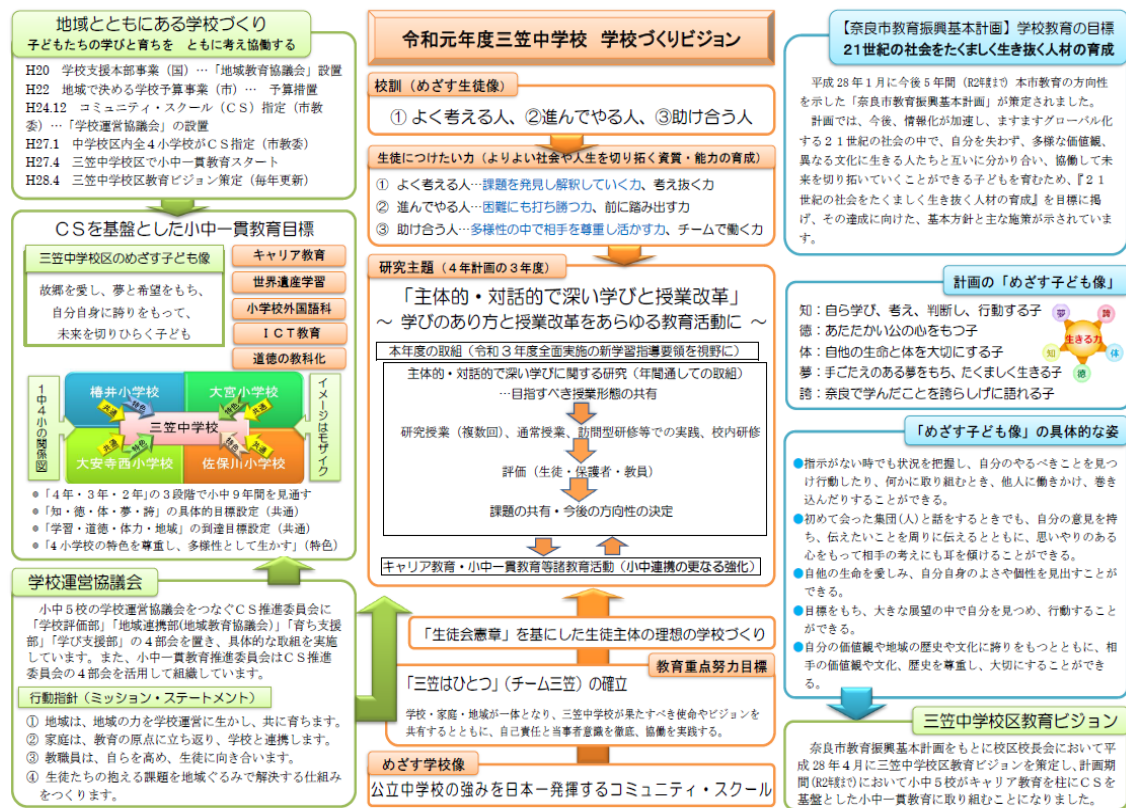 地域とともにある学校づくり
子どもたちの学びと育ちを ともに考え協働する
H20 学校支援本部事業（国）…「地域教育協議会」設置
H22 地域で決める学校予算事業（市）… 予算措置
H24.12 コミュニティ・スクール（CS）指定（市教
委）…「学校運営協議会」の設置
H27.1 中学校区内全４小学校がCS指定（市教委）
H27.4 三笠中学校区で小中一貫教育スタート
H28.4 三笠中学校区教育ビジョン策定（毎年更新）
ＣＳを基盤とした小中一貫教育目標
三笠中学校区のめざす子ども像
故郷を愛し、夢と希望をもち、
自分自身に誇りをもって、
未来を切りひらく子ども
キャリア教育
世界遺産学習
小学校外国語科
ＩＣＴ教育
道徳の教科化
１中４小の関係図
椿井小学校
大宮小学校
共通
特色
特色
共通
三笠中学校
共通
特色
特色
共通
大安寺西小学校
佐保川小学校
イメージはモザイク
●「４年・３年・２年」の３段階で小中９年間を見通す
●「知・徳・体・夢・誇」の具体的目標設定（共通）
●「学習・道徳・体力・地域」の到達目標設定（共通）
●「４小学校の特色を尊重し、多様性として生かす」（特色）
学校運営協議会
小中５校の学校運営協議会をつなぐCS推進委員会に
「学校評価部」「地域連携部(地域教育協議会)」「育ち支援
部」「学び支援部」の４部会を置き、具体的な取組を実施
しています。また、小中一貫教育推進委員会はCS推進
委員会の４部会を活用して組織しています。
行動指針（ミッション・ステートメント）
① 地域は、地域の力を学校運営に生かし、共に育ちます。
② 家庭は、教育の原点に立ち返り、学校と連携します。
③ 教職員は、自らを高め、生徒に向き合います。
④ 生徒たちの抱える課題を地域ぐるみで解決する仕組み
をつくります。
令和元年度三笠中学校 学校づくりビジョン
校訓（めざす生徒像）
① よく考える人、②進んでやる人、③助け合う人
生徒につけたい力（よりよい社会や人生を切り拓く資質・能力の育成）
① よく考える人…課題を発見し解釈していく力、考え抜く力
② 進んでやる人…困難にも打ち勝つ力、前に踏み出す力
③ 助け合う人…多様性の中で相手を尊重し活かす力、チームで働く力
研究主題（４年計画の３年度）
「主体的・対話的で深い学びと授業改革」
～ 学びのあり方と授業改革をあらゆる教育活動に ～
本年度の取組（令和３年度全面実施の新学習指導要領を視野に）
主体的・対話的で深い学びに関する研究（年間通しての取組）
…目指すべき授業形態の共有
研究授業（複数回）、通常授業、訪問型研修等での実践、校内研修
評価（生徒・保護者・教員）
課題の共有・今後の方向性の決定
キャリア教育・小中一貫教育等諸教育活動（小中連携の更なる強化）
「生徒会憲章」を基にした生徒主体の理想の学校づくり
教育重点努力目標
「三笠はひとつ」（チーム三笠）の確立
学校・家庭・地域が一体となり、三笠中学校が果たすべき使命やビジョンを
共有するとともに、自己責任と当事者意識を徹底、協働を実践する。
めざす学校像
公立中学校の強みを日本一発揮するコミュニティ・スクール
【奈良市教育振興基本計画】学校教育の目標
21世紀の社会をたくましく生き抜く人材の育成
平成28年１月に今後５年間（R2年度まで）本市教育の方向性
を示した「奈良市教育振興基本計画」が策定されました。
計画では、今後、情報化が加速し、ますますグローバル化
する２１世紀の社会の中で、自分を失わず、多様な価値観、
異なる文化に生きる人たちと互いに分かり合い、協働して未
来を切り拓いていくことができる子どもを育むため、『２１
世紀の社会をたくましく生き抜く人材の育成』を目標に掲
げ、その達成に向けた、基本方針と主な施策が示されていま
す。
計画の「めざす子ども像」
知：自ら学び、考え、判断し、行動する子
徳：あたたかい公の心をもつ子
体：自他の生命と体を大切にする子
夢：手ごたえのある夢をもち、たくましく生きる子
誇：奈良で学んだことを誇らしげに語れる子
夢
誇
生きる力
知
体
徳
「めざす子ども像」の具体的な姿
●指示がない時でも状況を把握し、自分のやるべきことを見つ
け行動したり、何かに取り組むとき、他人に働きかけ、巻き
込んだりすることができる。
●初めて会った集団(人)と話をするときでも、自分の意見を持
ち、伝えたいことを周りに伝えるとともに、思いやりのある
心をもって相手の考えにも耳を傾けることができる。
●自他の生命を愛しみ、自分自身のよさや個性を見出すことが
できる。
●目標をもち、大きな展望の中で自分を見つめ、行動すること
ができる。
●自分の価値観や地域の歴史や文化に誇りをもつとともに、相
手の価値観や文化、歴史を尊重し、大切にすることができ
る。
三笠中学校区教育ビジョン
奈良市教育振興基本計画をもとに校区校長会において平
成28年４月に三笠中学校区教育ビジョンを策定し、計画期
間(R2年度まで)において小中５校がキャリア教育を柱にCSを
基盤とした小中一貫教育に取り組むことになりました。